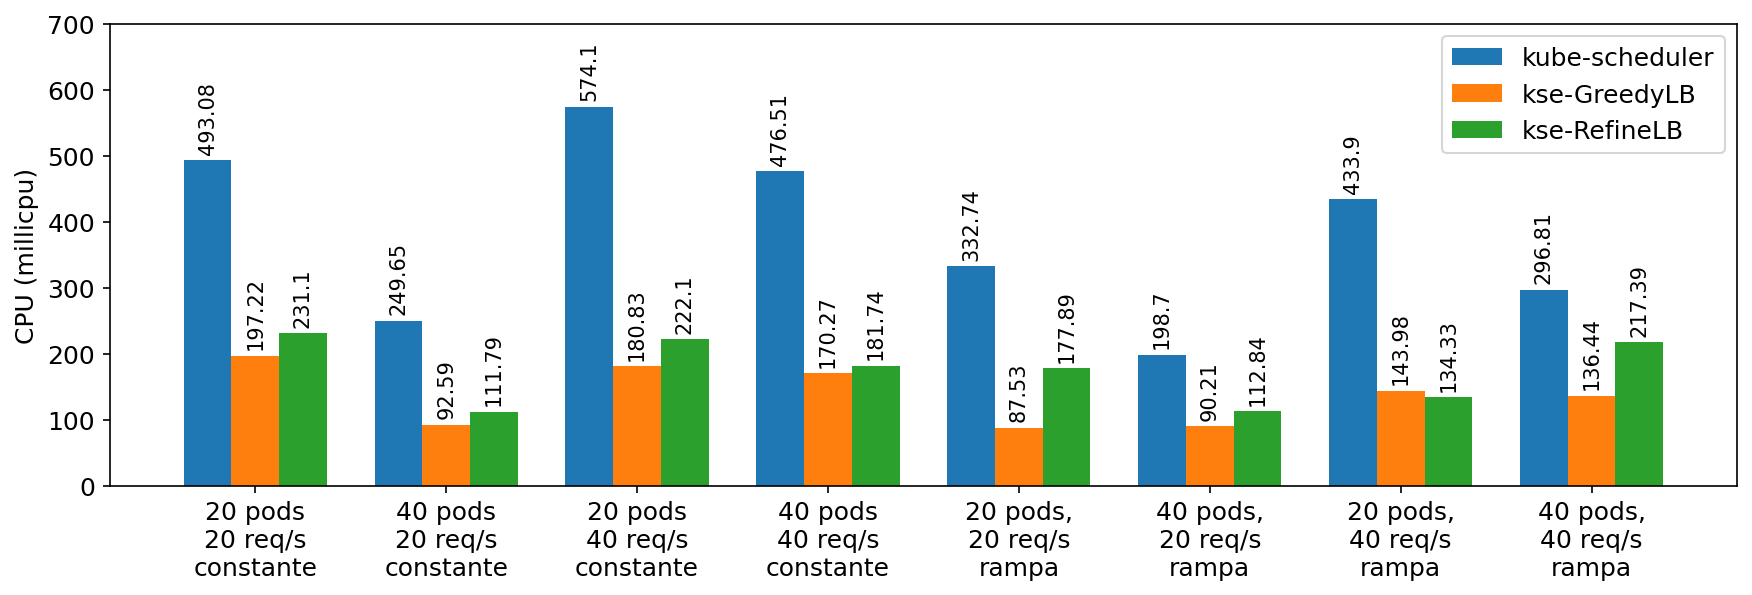 CPU (millicpu)
700
600
500
400
300
200
100
0
kube-scheduler
kse-GreedyLB
kse-RefineLB
493.08
197.22
231.1
249.65
92.59
111.79
574.1
180.83
222.1
476.51
170.27
181.74
332.74
87.53
177.89
198.7
90.21
112.84
433.9
143.98
134.33
296.81
136.44
217.39
20 pods
20 req/s
constante
40 pods
20 req/s
constante
20 pods
40 req/s
constante
40 pods
40 req/s
constante
20 pods,
20 req/s
rampa
40 pods,
20 req/s
rampa
20 pods,
40 req/s
rampa
40 pods,
40 req/s
rampa